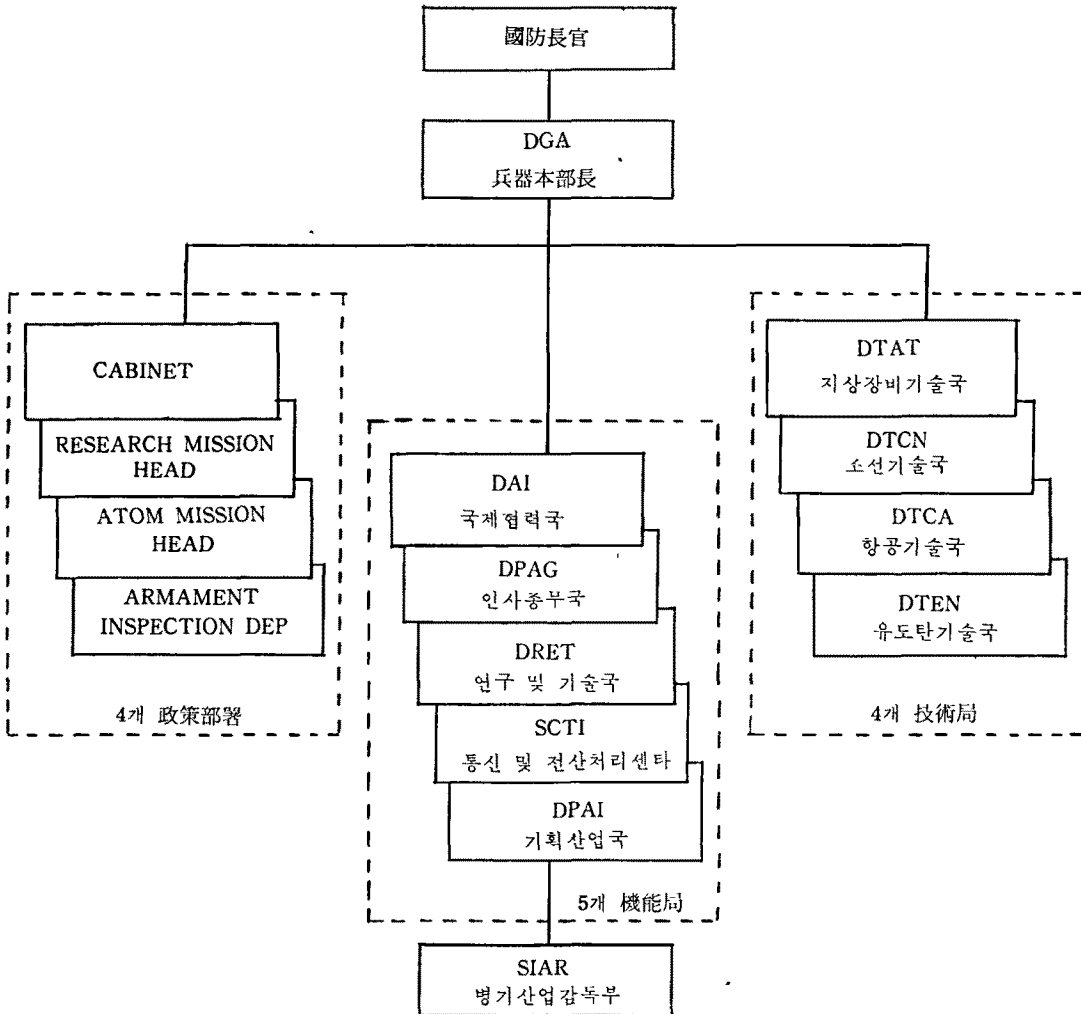 國防長官
DGA
兵器本部長
CABINET
RESEARCH MISSION
HEAD
ATOM MISSION
HEAD
ARMAMENT
INSPECTION DEP
4개 政策部署
DAI
국제협력국
DPAG
인사총무국
DRET
연구 및 기술국
SCTI
통신 및 전산처리센타
DPAI
기획산업국
5개 機能局
DTAT
지상장비기술국
DTCN
조선기술국
DTCA
항공기술국
DTEN
유도탄기술국
4개 技術局
SIAR
병기산업감독부